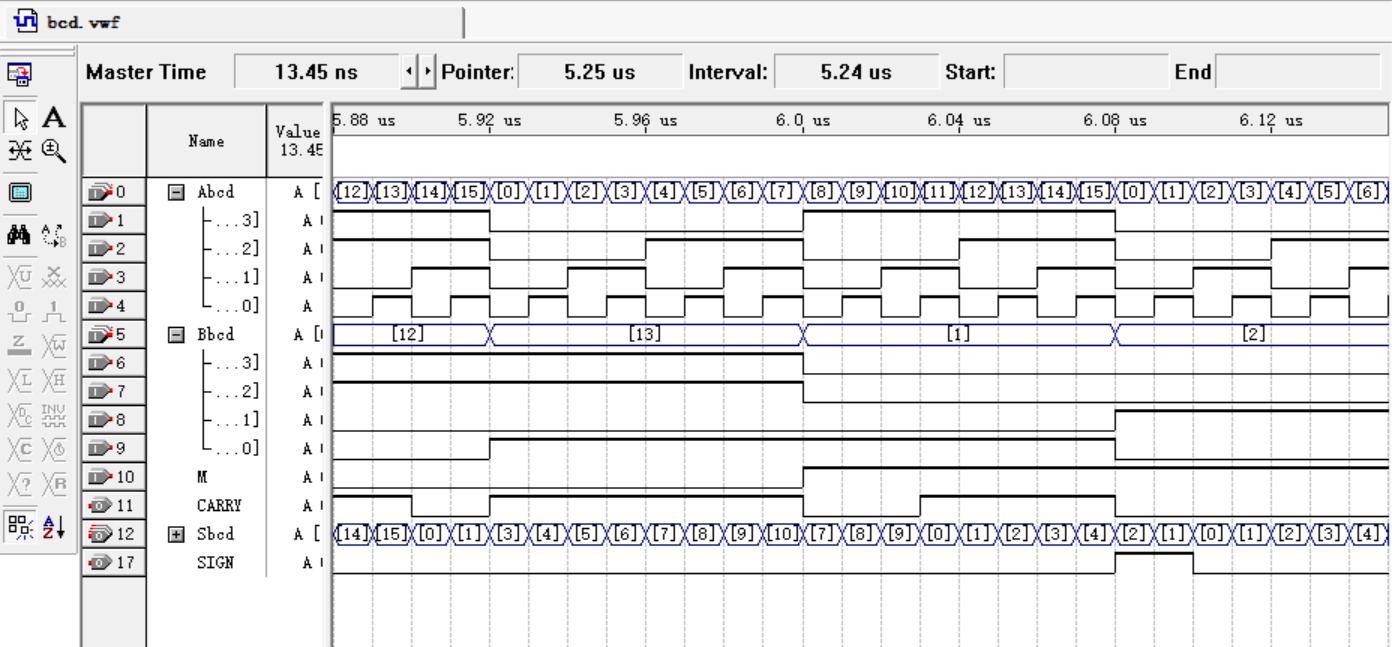 bcd.vwf
Master Time 13.45 ns Pointer: 5.25 us Interval: 5.24 us Start: End
A
Name Value 13.4
5.88 us 5.92 us 5.96 us 6.0 us 6.04 us 6.08 us 6.12 us
0 Abcd A [ [12] [13] [14] [15] [0] [1] [2] [3] [4] [5] [6] [7] [8] [9] [10] [11] [12] [13] [14] [15] [0] [1] [2] [3] [4] [5] [6]
1 ...3] A
2 ...2] A
3 ...1] A
4 ...0] A
5 Bbcd A [ [12] [13] [1] [2]
6 ...3] A
7 ...2] A
8 ...1] A
9 ...0] A
10 M A
11 CARRY A
12 Sbcd A [ [14] [15] [0] [1] [3] [4] [5] [6] [7] [8] [9] [10] [7] [8] [9] [0] [1] [2] [3] [4] [2] [1] [0] [1] [2] [3] [4]
17 SIGN A